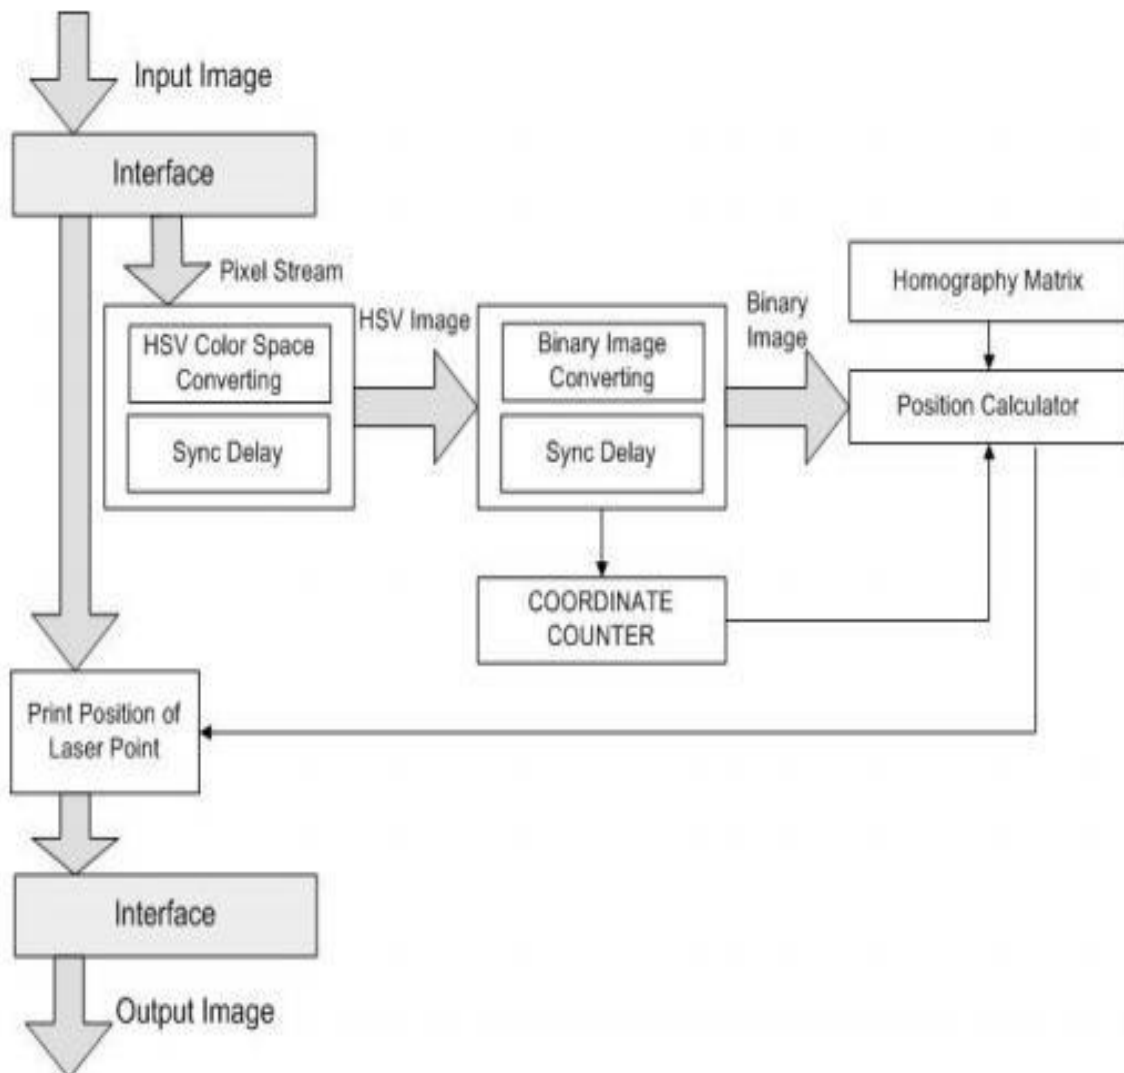 Input Image
Interface
Pixel Stream
HSV Color Space
Converting
Sync Delay
HSV Image
Binary Image
Converting
Sync Delay
Binary
Image
Homography Matrix
Position Calculator
COORDINATE
COUNTER
Print Position of
Laser Point
Interface
Output Image